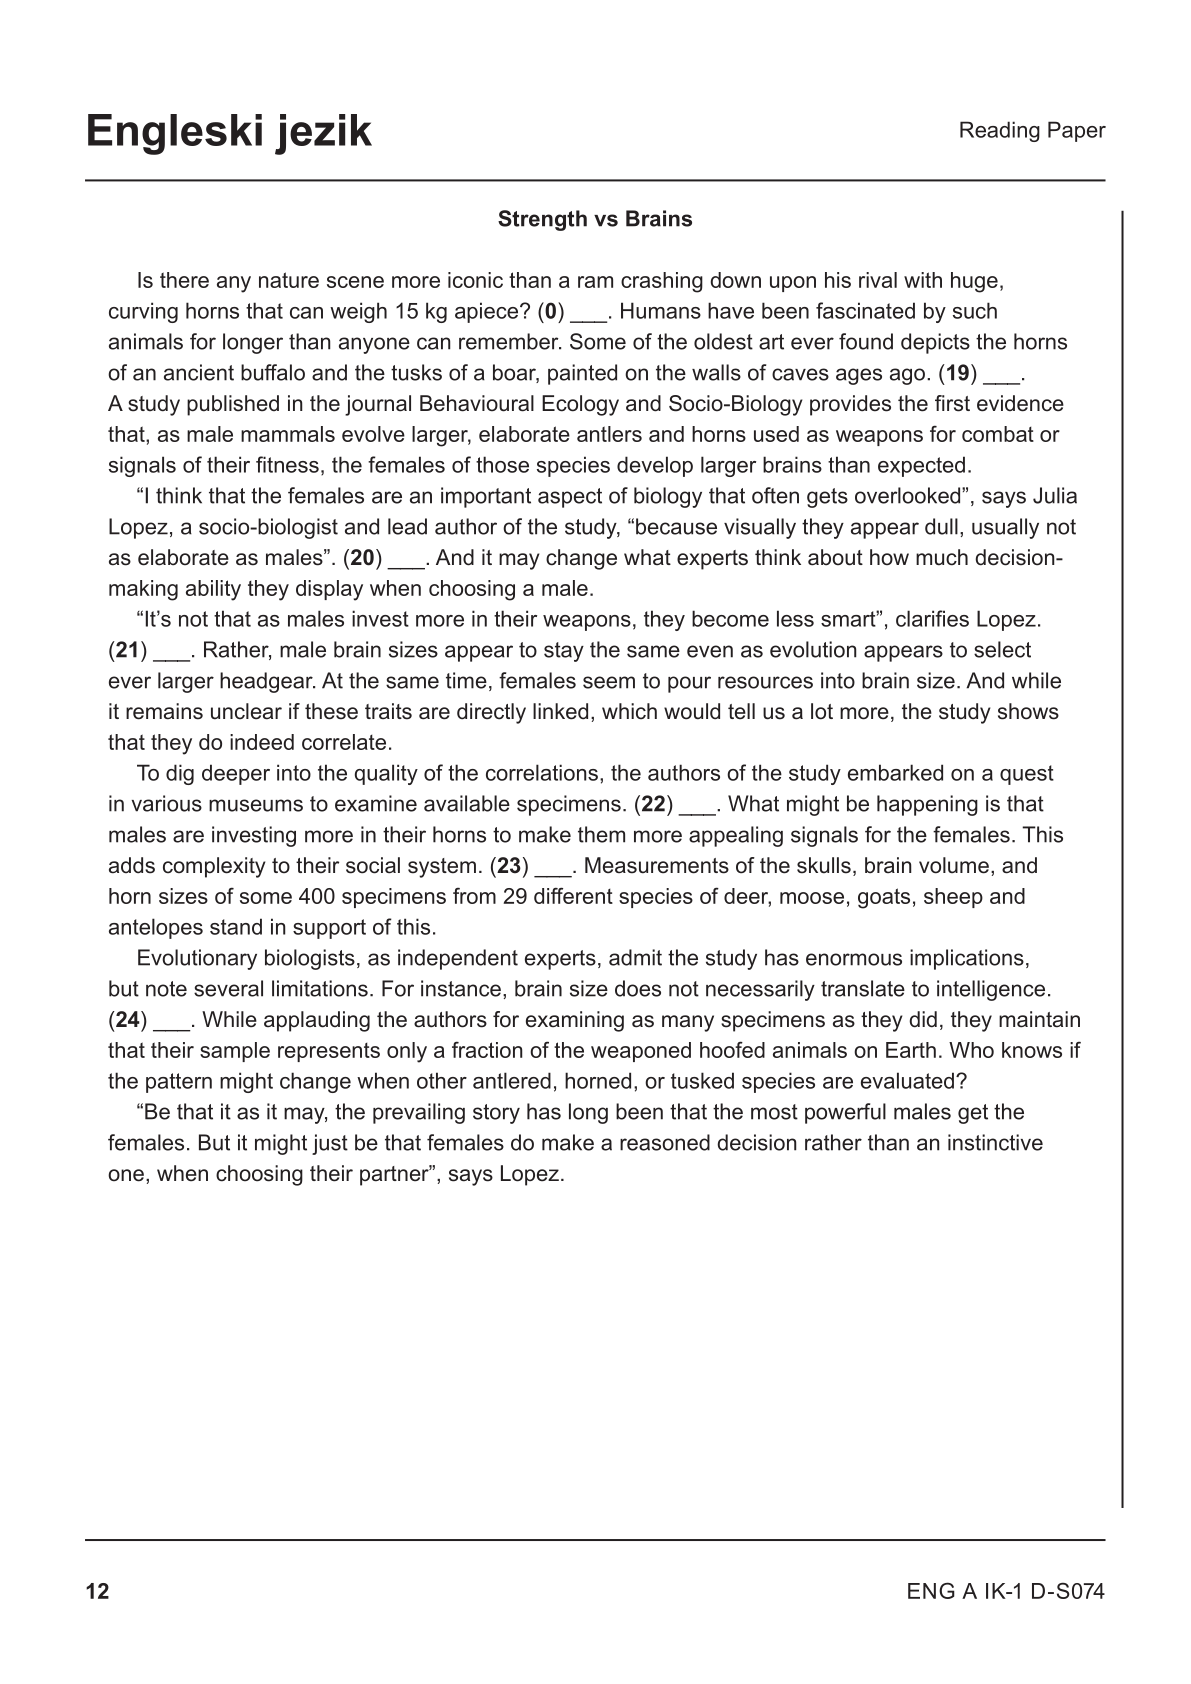 Engleski jezik
Reading Paper
Strength vs Brains
Is there any nature scene more iconic than a ram crashing down upon his rival with huge,
curving horns that can weigh 15 kg apiece? (0) ___. Humans have been fascinated by such
animals for longer than anyone can remember. Some of the oldest art ever found depicts the horns
of an ancient buffalo and the tusks of a boar, painted on the walls of caves ages ago. (19) ___.
A study published in the journal Behavioural Ecology and Socio-Biology provides the first evidence
that, as male mammals evolve larger, elaborate antlers and horns used as weapons for combat or
signals of their fitness, the females of those species develop larger brains than expected.
“I think that the females are an important aspect of biology that often gets overlooked”, says Julia
Lopez, a socio-biologist and lead author of the study, “because visually they appear dull, usually not
as elaborate as males”. (20) ___. And it may change what experts think about how much decision-
making ability they display when choosing a male.
“It’s not that as males invest more in their weapons, they become less smart”, clarifies Lopez.
(21) ___. Rather, male brain sizes appear to stay the same even as evolution appears to select
ever larger headgear. At the same time, females seem to pour resources into brain size. And while
it remains unclear if these traits are directly linked, which would tell us a lot more, the study shows
that they do indeed correlate.
To dig deeper into the quality of the correlations, the authors of the study embarked on a quest
in various museums to examine available specimens. (22) ___. What might be happening is that
males are investing more in their horns to make them more appealing signals for the females. This
adds complexity to their social system. (23) ___. Measurements of the skulls, brain volume, and
horn sizes of some 400 specimens from 29 different species of deer, moose, goats, sheep and
antelopes stand in support of this.
Evolutionary biologists, as independent experts, admit the study has enormous implications,
but note several limitations. For instance, brain size does not necessarily translate to intelligence.
(24) ___. While applauding the authors for examining as many specimens as they did, they maintain
that their sample represents only a fraction of the weaponed hoofed animals on Earth. Who knows if
the pattern might change when other antlered, horned, or tusked species are evaluated?
“Be that it as it may, the prevailing story has long been that the most powerful males get the
females. But it might just be that females do make a reasoned decision rather than an instinctive
one, when choosing their partner”, says Lopez.
12
ENG A IK-1 D-S074